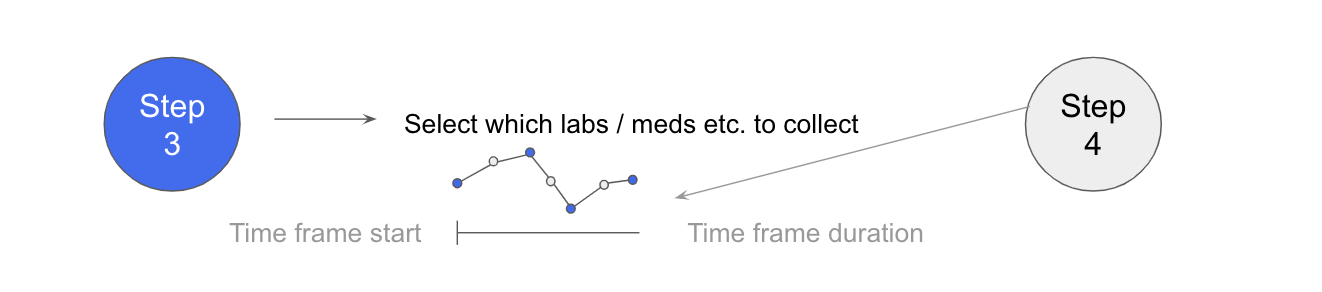 Step
3
Select which labs / meds etc. to collect
Step
4
Time frame start
Time frame duration